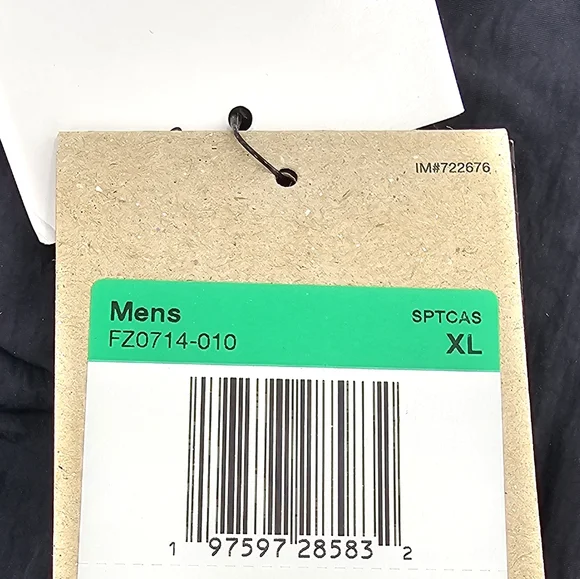 IM#722676
Mens
SPTCAS
FZ0714-010
XL
1 97597 28583 2